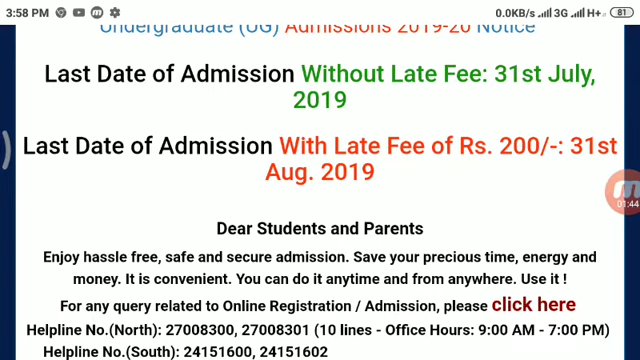 3:58 PM 0.0KB/s 3G H+ 81
Undergraduate (UG) Admissions 2019-20 Notice
Last Date of Admission Without Late Fee: 31st July,
2019
Last Date of Admission With Late Fee of Rs. 200/-: 31st
Aug. 2019
01:44
Dear Students and Parents
Enjoy hassle free, safe and secure admission. Save your precious time, energy and
money. It is convenient. You can do it anytime and from anywhere. Use it !
For any query related to Online Registration / Admission, please click here
Helpline No.(North): 27008300, 27008301 (10 lines - Office Hours: 9:00 AM - 7:00 PM)
Helpline No.(South): 24151600, 24151602